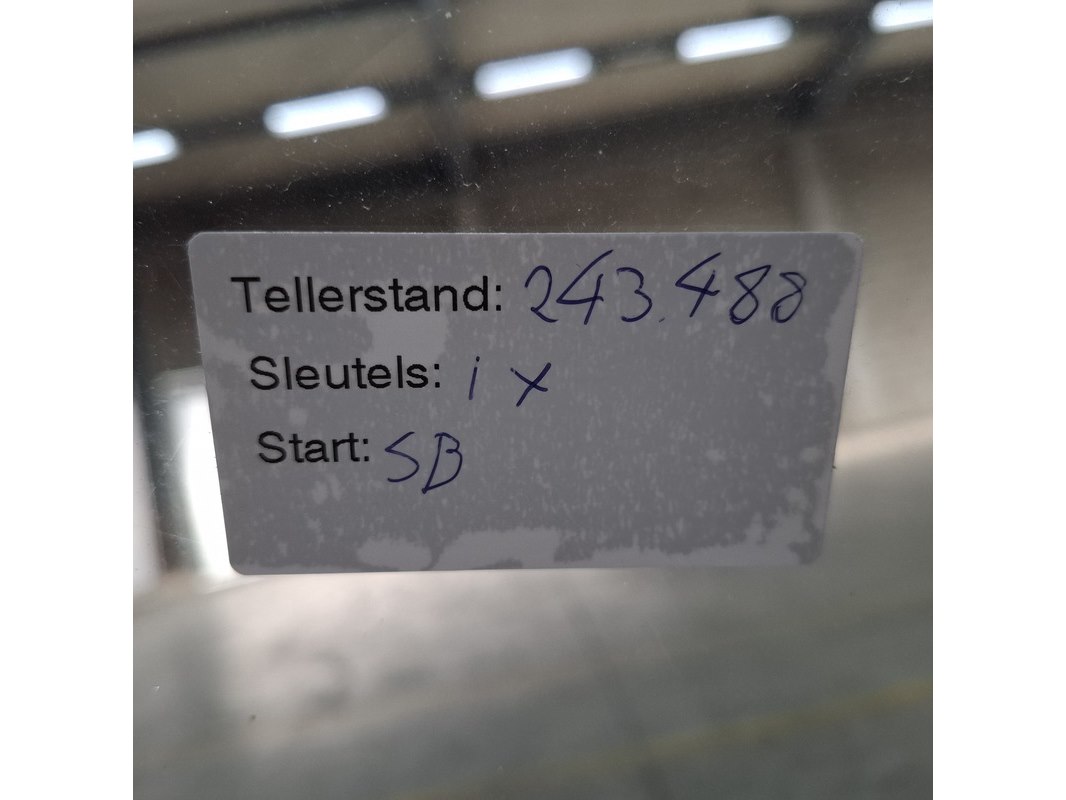 Tellerstand: 243.488
Sleutels: 1 x
Start: SB